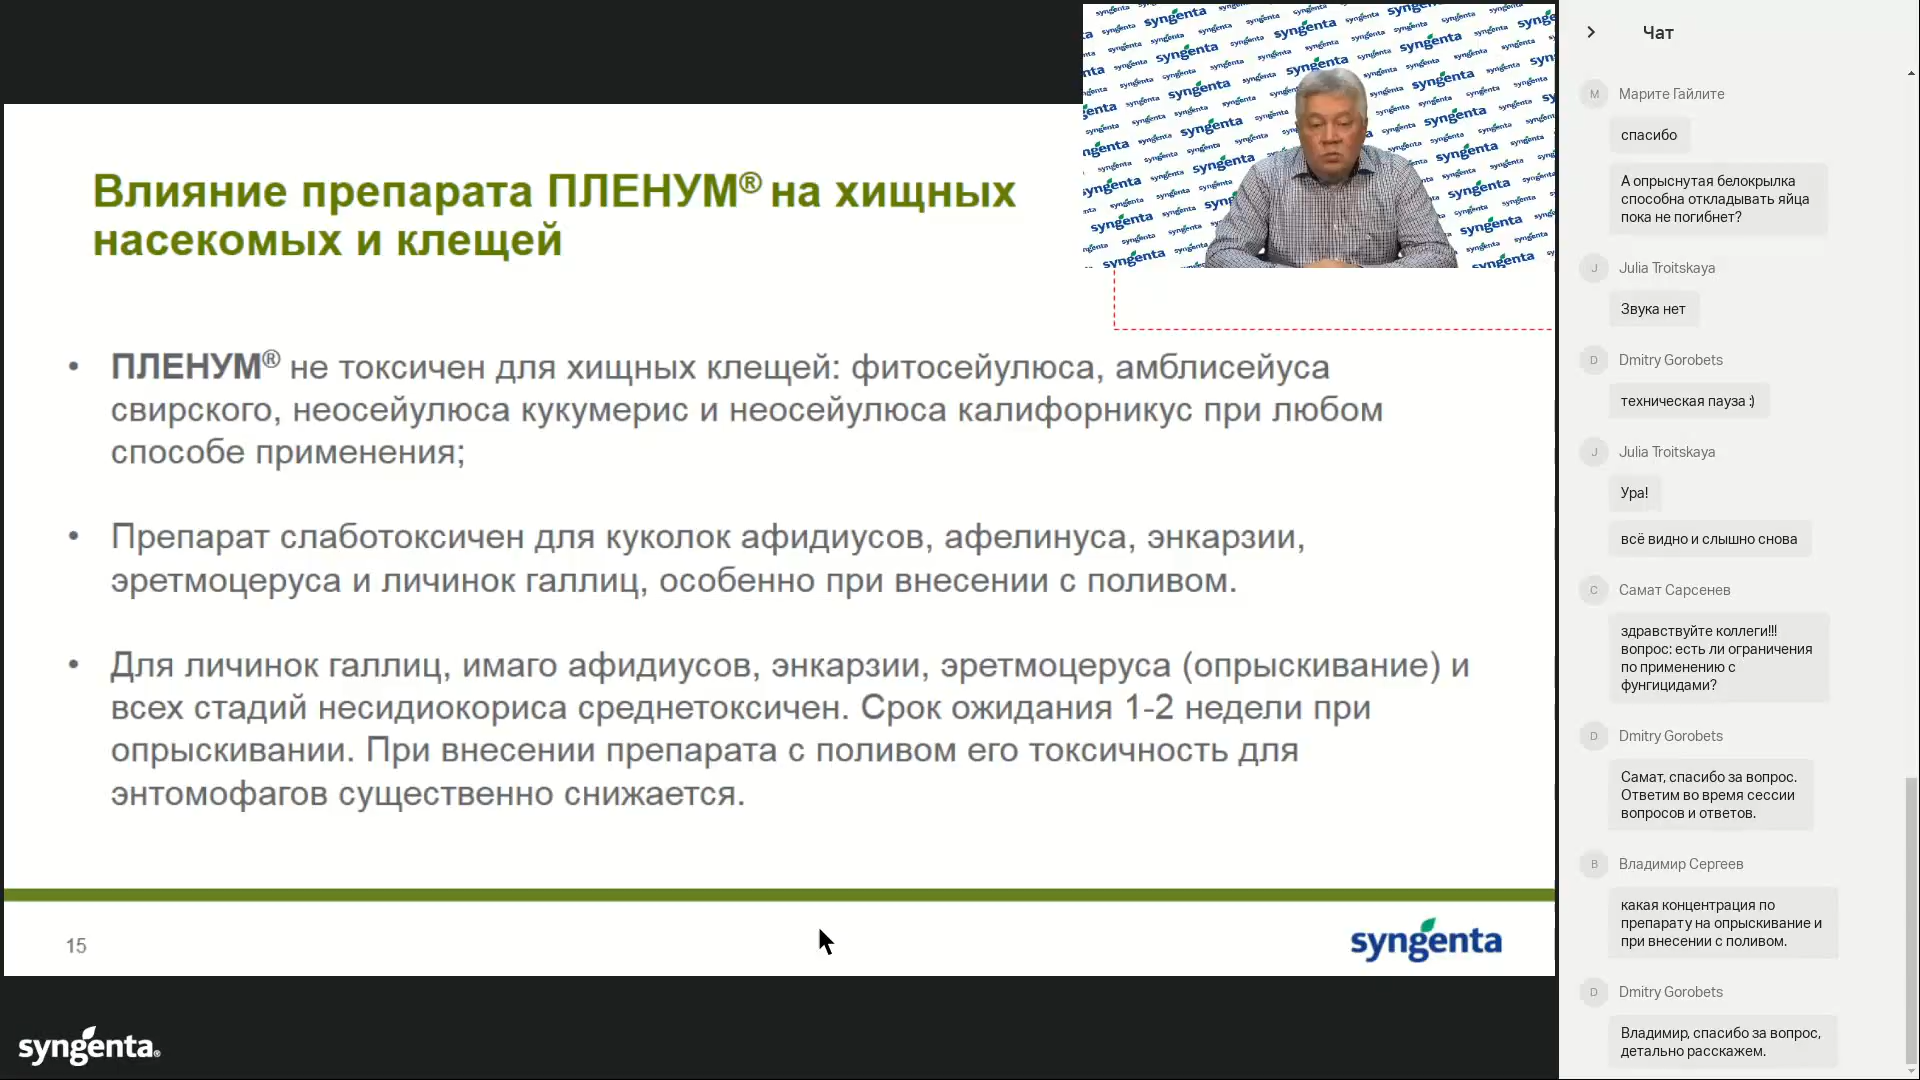 Влияние препарата ПЛЕНУМ® на хищных
насекомых и клещей
• ПЛЕНУМ® не токсичен для хищных клещей: фитосейулюса, амблисейуса
свирского, неосейулюса кукумерис и неосейулюса калифорникус при любом
способе применения;
• Препарат слаботоксичен для куколок афидиусов, афелинуса, энкарзии,
эретмоцеруса и личинок галлиц, особенно при внесении с поливом.
• Для личинок галлиц, имаго афидиусов, энкарзии, эретмоцеруса (опрыскивание) и
всех стадий несидиокориса среднетоксичен. Срок ожидания 1-2 недели при
опрыскивании. При внесении препарата с поливом его токсичность для
энтомофагов существенно снижается.
15
syngenta
syngenta®
syngenta
Чат
М Марите Гайлите
спасибо
А опрыснутая белокрылка
способна откладывать яйца
пока не погибнет?
J Julia Troitskaya
Звука нет
D Dmitry Gorobets
техническая пауза :)
J Julia Troitskaya
Ура!
всё видно и слышно снова
С Самат Сарсенев
здравствуйте коллеги!!!
вопрос: есть ли ограничения
по применению с
фунгицидами?
D Dmitry Gorobets
Самат, спасибо за вопрос.
Ответим во время сессии
вопросов и ответов.
В Владимир Сергеев
какая концентрация по
препарату на опрыскивание и
при внесении с поливом.
D Dmitry Gorobets
Владимир, спасибо за вопрос,
детально расскажем.